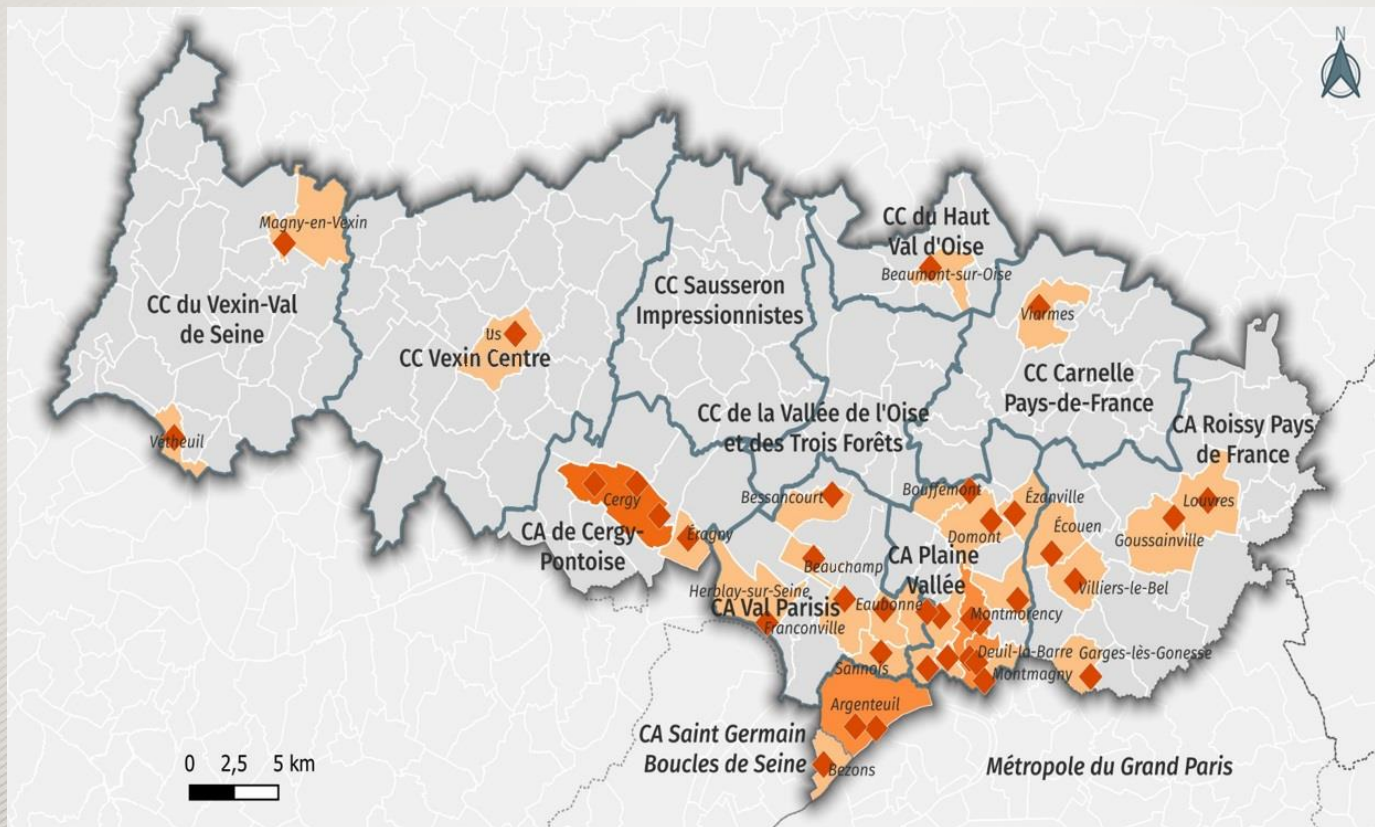 N
Magny-en-Vexin
CC du Haut
Val d'Oise
Beaumont-sur-Oise
CC du Vexin-Val
de Seine
CC Sausseron
Impressionnistes
Viarmes
Us
CC Vexin Centre
CC Carnelle
Pays-de-France
CC de la Vallée de l'Oise
et des Trois Forêts
CA Roissy Pays
de France
Vétheuil
Cergy
Bessancourt
Bouffémont
Ézanville
Louvres
CA de Cergy-
Pontoise
Éragny
Domont
Écouen
Goussainville
Beauchamp
CA Plaine
Vallée
Villiers-le-Bel
Herblay-sur-Seine
CA Val Parisis
Franconville
Eaubonne
Montmorency
Sannois
Deuil-la-Barre
Garges-lès-Gonesse
Montmagny
Argenteuil
CA Saint Germain
Boucles de Seine
Bezons
Métropole du Grand Paris
0 2,5 5 km